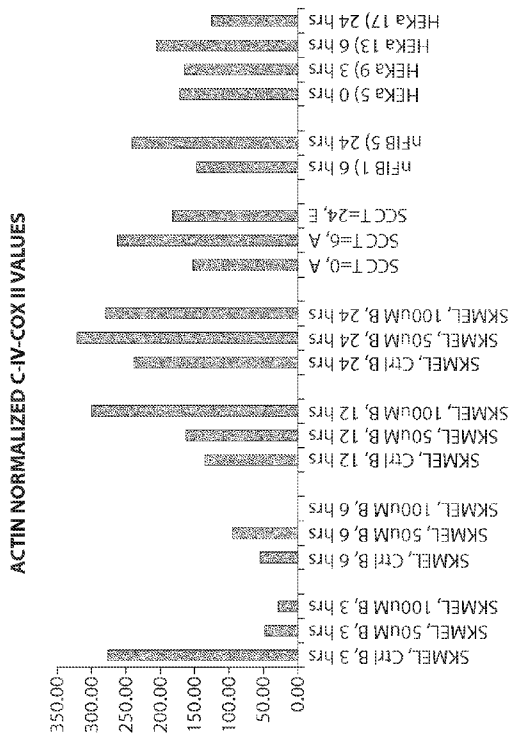 ACTIN NORMALIZED C-IV-COX II VALUES
350.00
300.00
250.00
200.00
150.00
100.00
50.00
0.00
SKMEL, Ctrl B, 3 hrs
SKMEL, 50uM B, 3 hrs
SKMEL, 100uM B, 3 hrs
SKMEL, Ctrl B, 6 hrs
SKMEL, 50uM B, 6 hrs
SKMEL, 100uM B, 6 hrs
SKMEL, Ctrl B, 12 hrs
SKMEL, 50uM B, 12 hrs
SKMEL, 100uM B, 12 hrs
SKMEL, Ctrl B, 24 hrs
SKMEL, 50uM B, 24 hrs
SKMEL, 100uM B, 24 hrs
SCC T=0, A
SCC T=6, A
SCC T=24, E
nFIB 1) 6 hrs
nFIB 5) 24 hrs
HEKa 5) 0 hrs
HEKa 9) 3 hrs
HEKa 13) 6 hrs
HEKa 17) 24 hrs